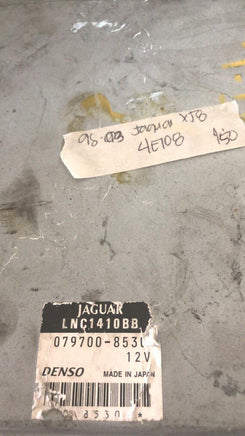 98-03 Jaguar XJ8
4E108
150
JAGUAR
LNC1410BB
079700-8530
12V
DENSO MADE IN JAPAN
8530 *